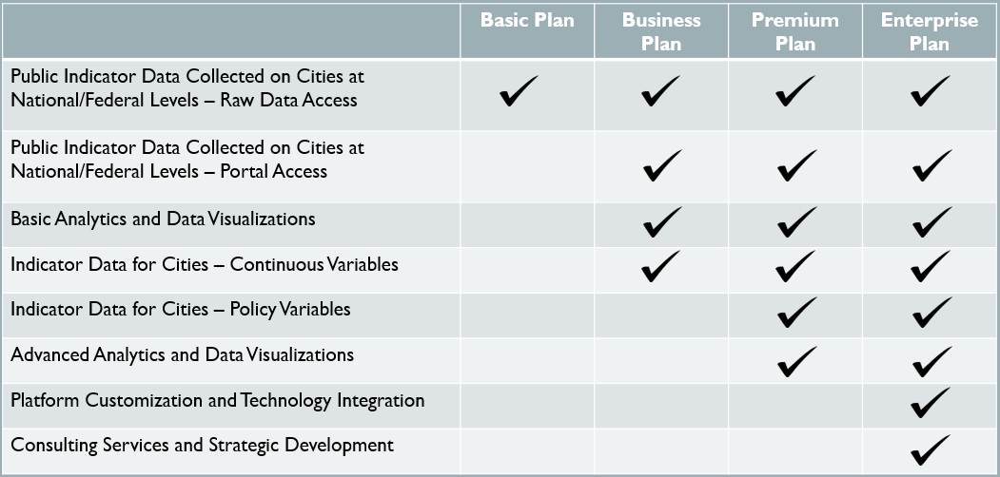 Basic Plan
Business
Plan
Premium
Plan
Enterprise
Plan
Public Indicator Data Collected on Cities at
National/Federal Levels – Raw Data Access
Public Indicator Data Collected on Cities at
National/Federal Levels – Portal Access
Basic Analytics and Data Visualizations
Indicator Data for Cities – Continuous Variables
Indicator Data for Cities – Policy Variables
Advanced Analytics and Data Visualizations
Platform Customization and Technology Integration
Consulting Services and Strategic Development